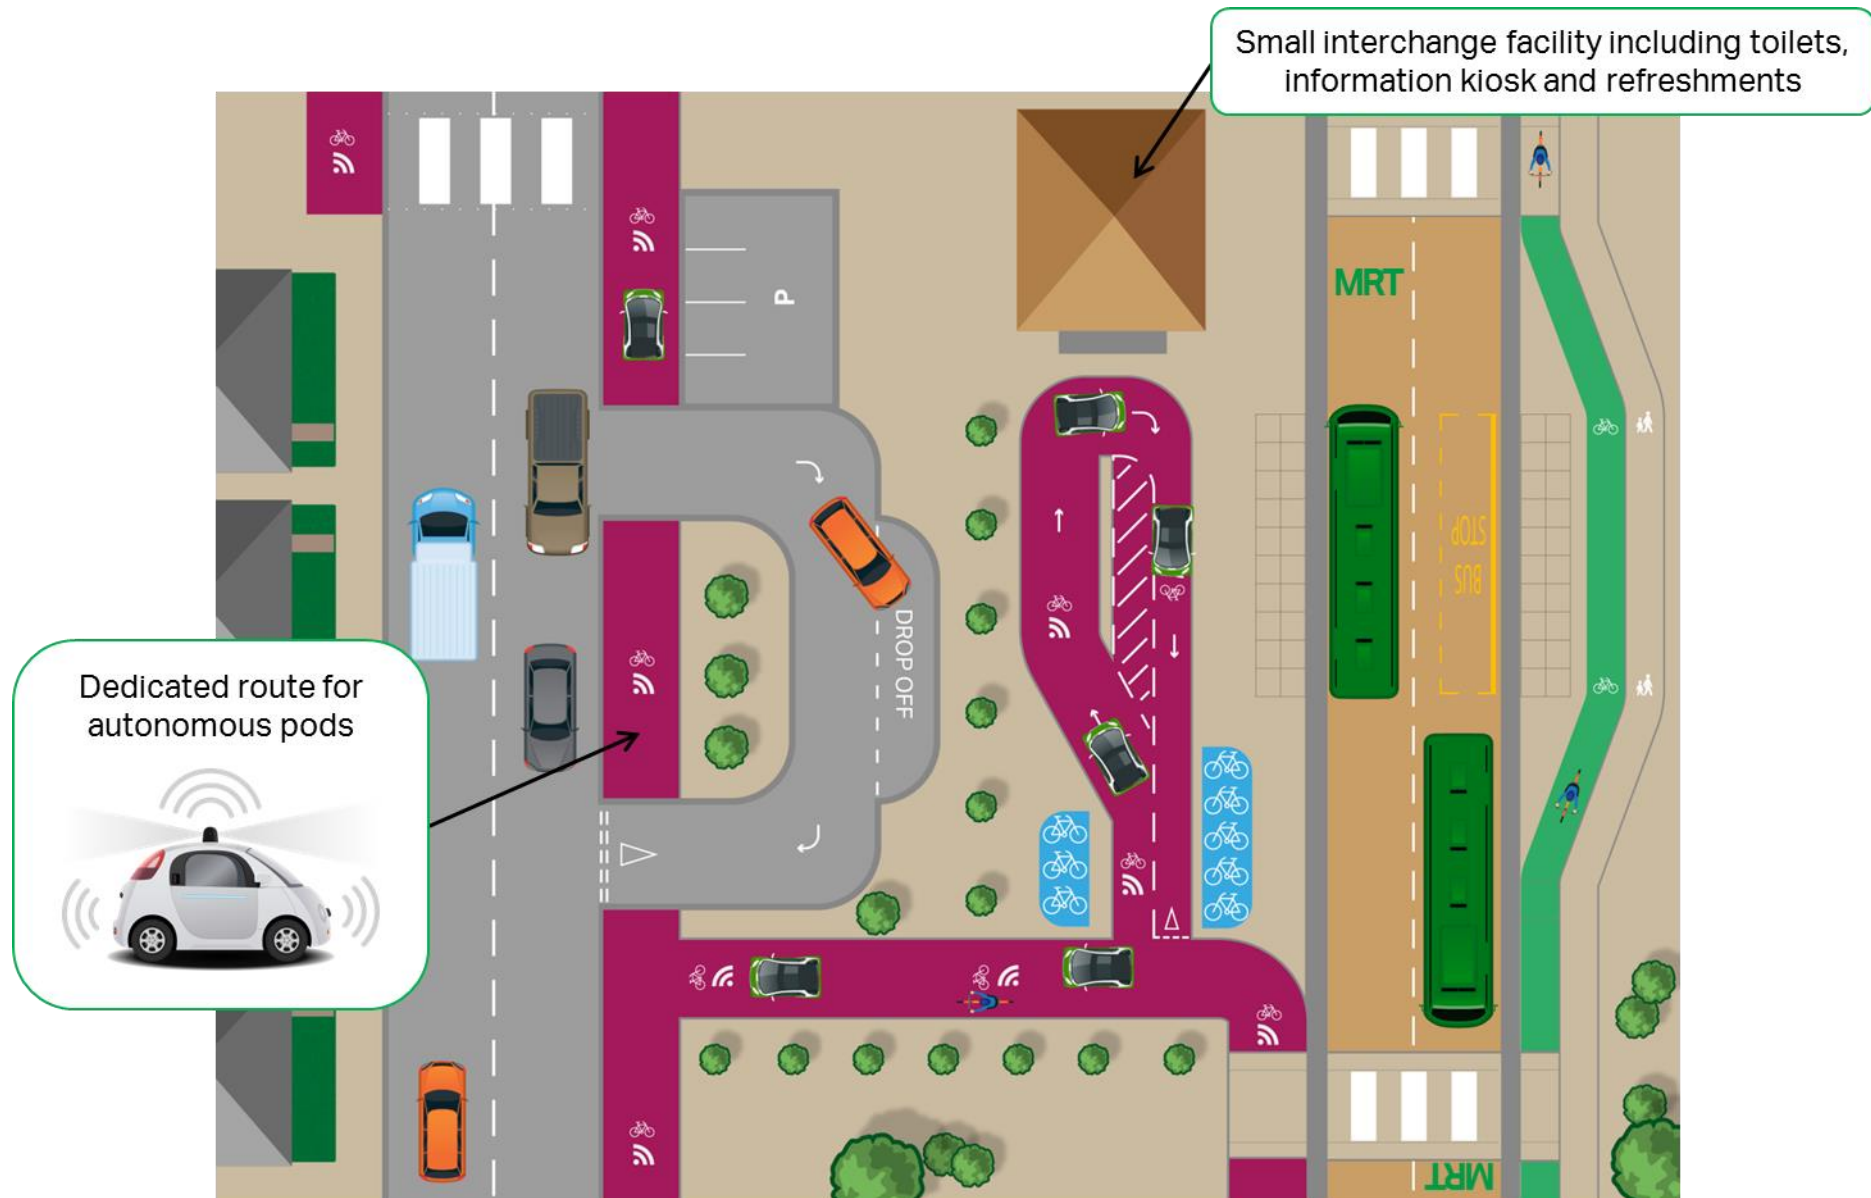 Small interchange facility including toilets,
information kiosk and refreshments
MRT
P
BUS
STOP
DROP OFF
Dedicated route for
autonomous pods
MRT